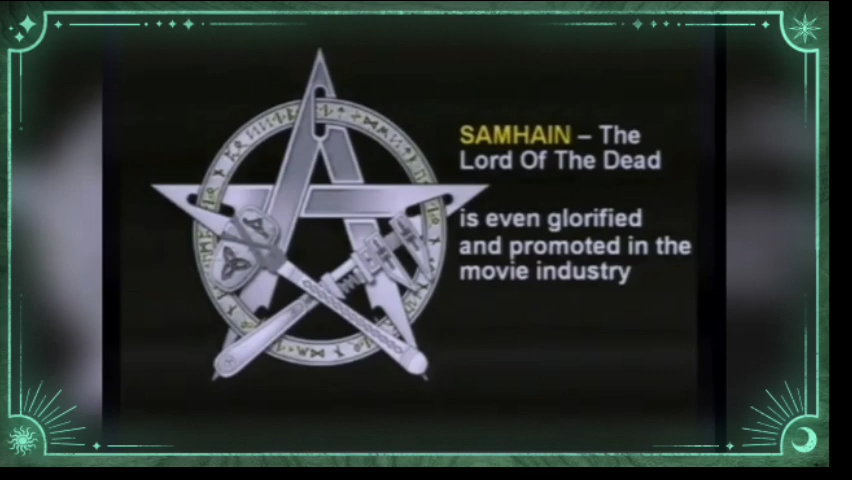 SAMHAIN – The
Lord Of The Dead
is even glorified
and promoted in the
movie industry